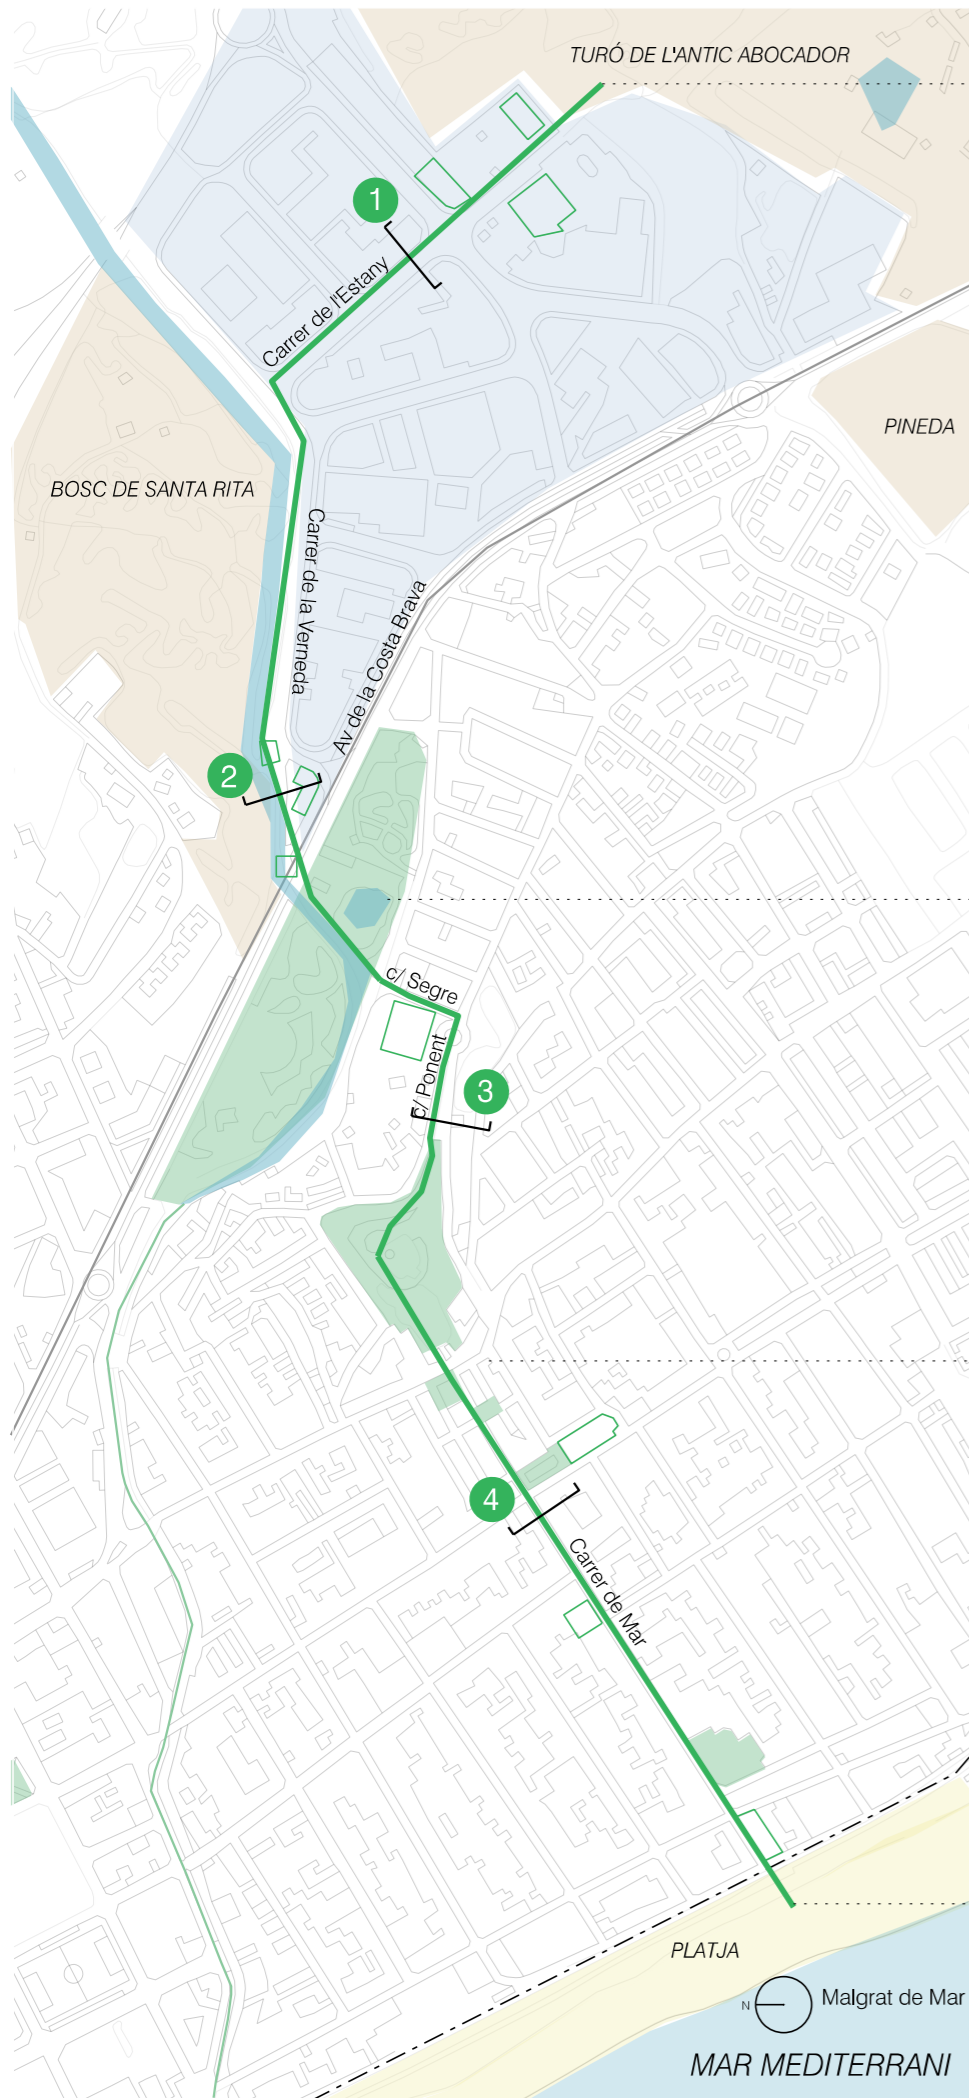 TURÓ DE L'ANTIC ABOCADOR
1
Carrer de l'Estany
PINEDA
BOSC DE SANTA RITA
Carrer de la Verneda
Av de la Costa Brava
2
c/ Segre
c/ Ponent
3
4
Carrer de Mar
PLATJA
N
Malgrat de Mar
MAR MEDITERRANI